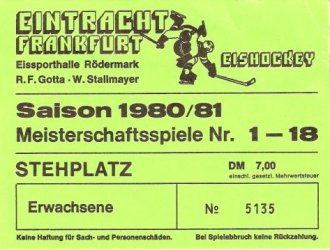 EINTRACHT
FRANKFURT
EISHOCKEY
Eissporthalle Rödermark
R.F. Gotta · W. Stallmayer
Saison 1980/81
Meisterschaftsspiele Nr. 1 – 18
STEHPLATZ
DM 7,00
einschl. gesetzl. Mehrwertsteuer
Erwachsene
№ 5135
Keine Haftung für Sach- und Personenschäden.
Bei Spielabbruch keine Rückzahlung.